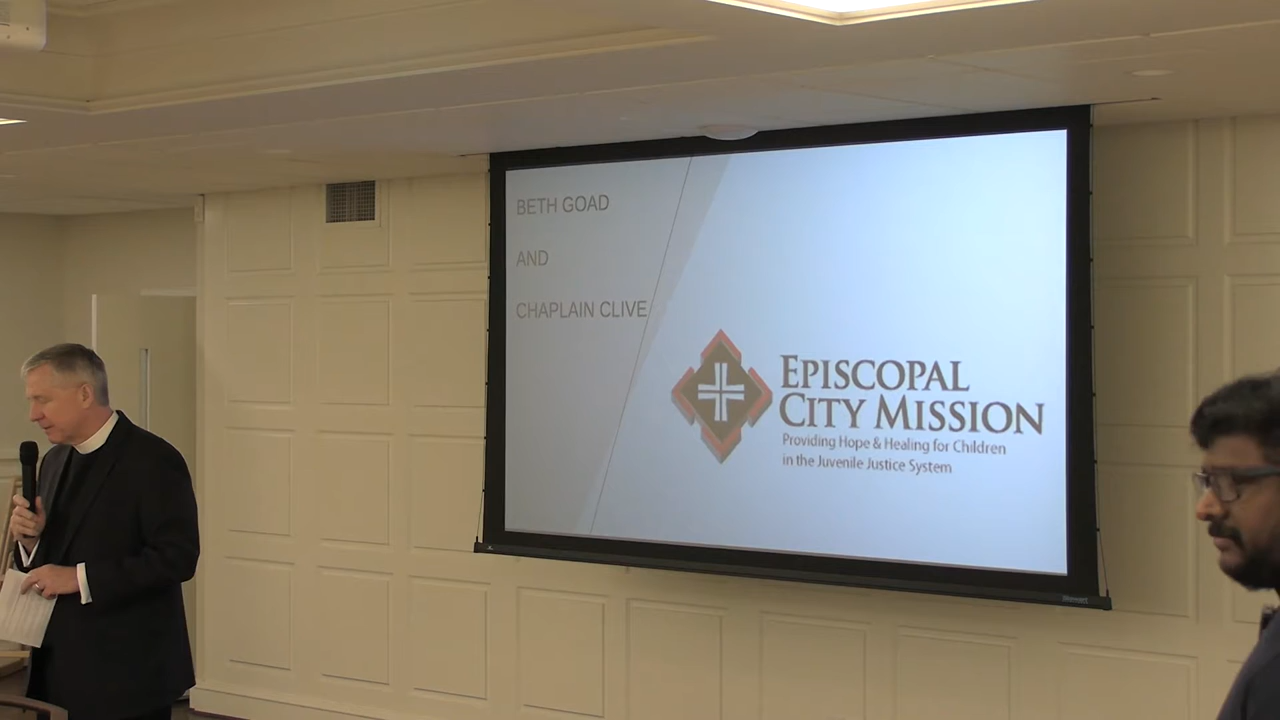 BETH GOAD
AND
CHAPLAIN CLIVE
EPISCOPAL
CITY MISSION
Providing Hope & Healing for Children
in the Juvenile Justice System